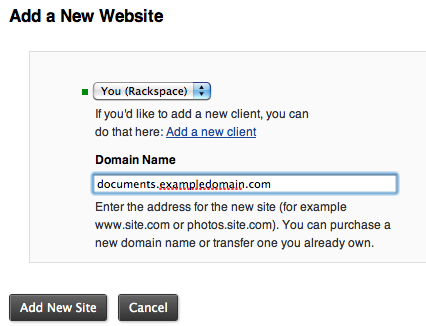 Add a New Website
You (Rackspace)
If you'd like to add a new client, you can
do that here: Add a new client
Domain Name
documents.exampledomain.com
Enter the address for the new site (for example
www.site.com or photos.site.com). You can purchase a
new domain name or transfer one you already own.
Add New Site Cancel